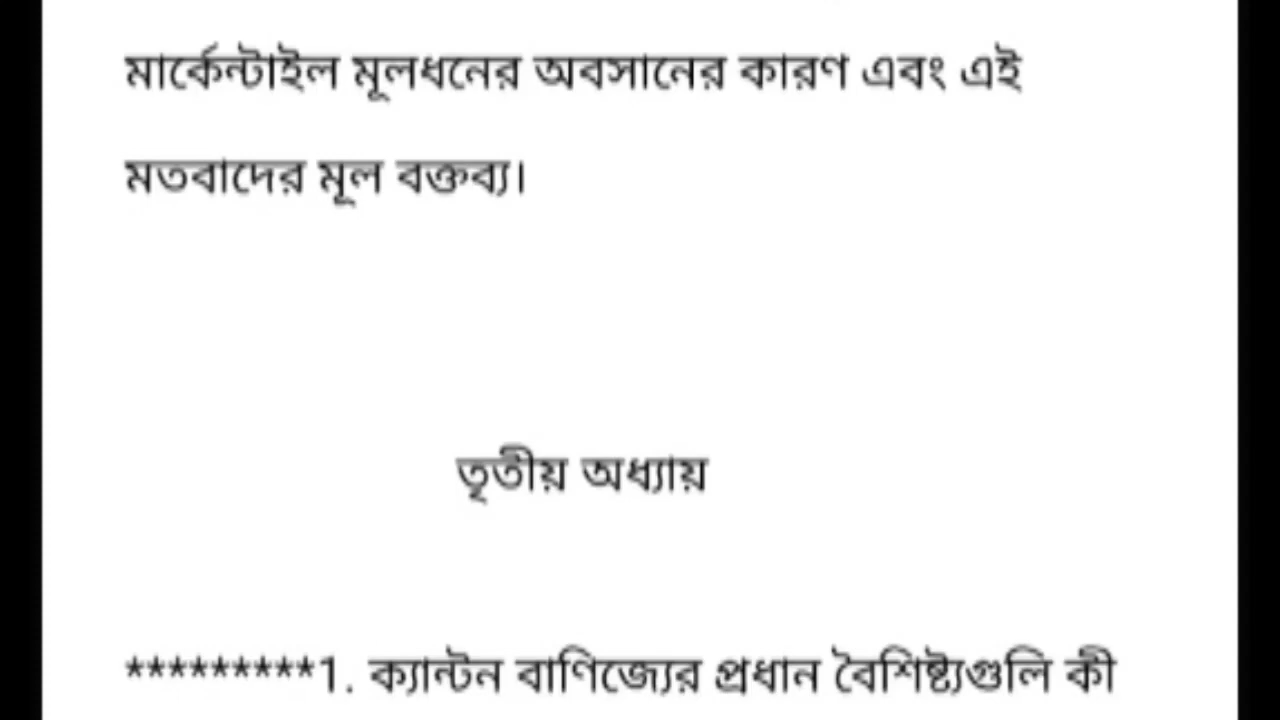 মার্কেন্টাইল মূলধনের অবসানের কারণ এবং এই
মতবাদের মূল বক্তব্য।
তৃতীয় অধ্যায়
*********1. ক্যান্টন বাণিজ্যের প্রধান বৈশিষ্ট্যগুলি কী